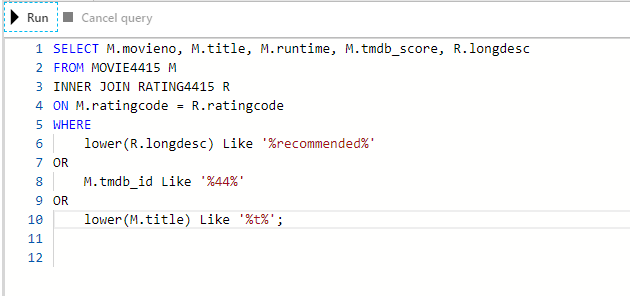 Run Cancel query
1 SELECT M.movieno, M.title, M.runtime, M.tmdb_score, R.longdesc
2 FROM MOVIE4415 M
3 INNER JOIN RATING4415 R
4 ON M.ratingcode = R.ratingcode
5 WHERE
6 lower(R.longdesc) Like '%recommended%'
7 OR
8 M.tmdb_id Like '%44%'
9 OR
10 lower(M.title) Like '%t%';
11
12